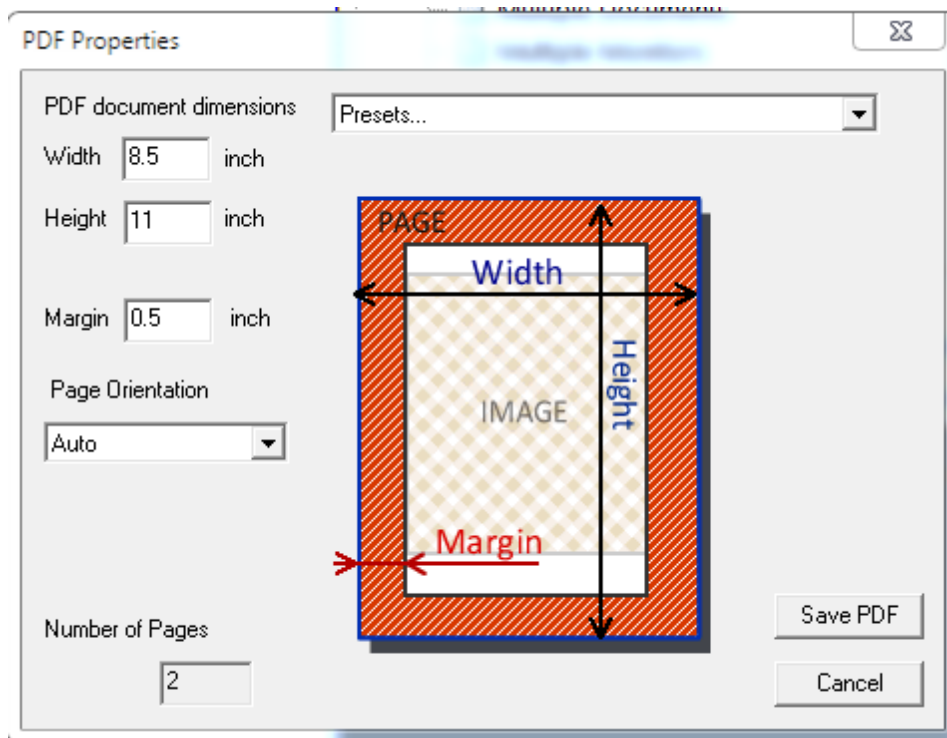 PDF Properties
PDF document dimensions
Presets...
Width 8.5 inch
Height 11 inch
Margin 0.5 inch
Page Orientation
Auto
PAGE
Width
Height
IMAGE
Margin
Number of Pages
2
Save PDF
Cancel